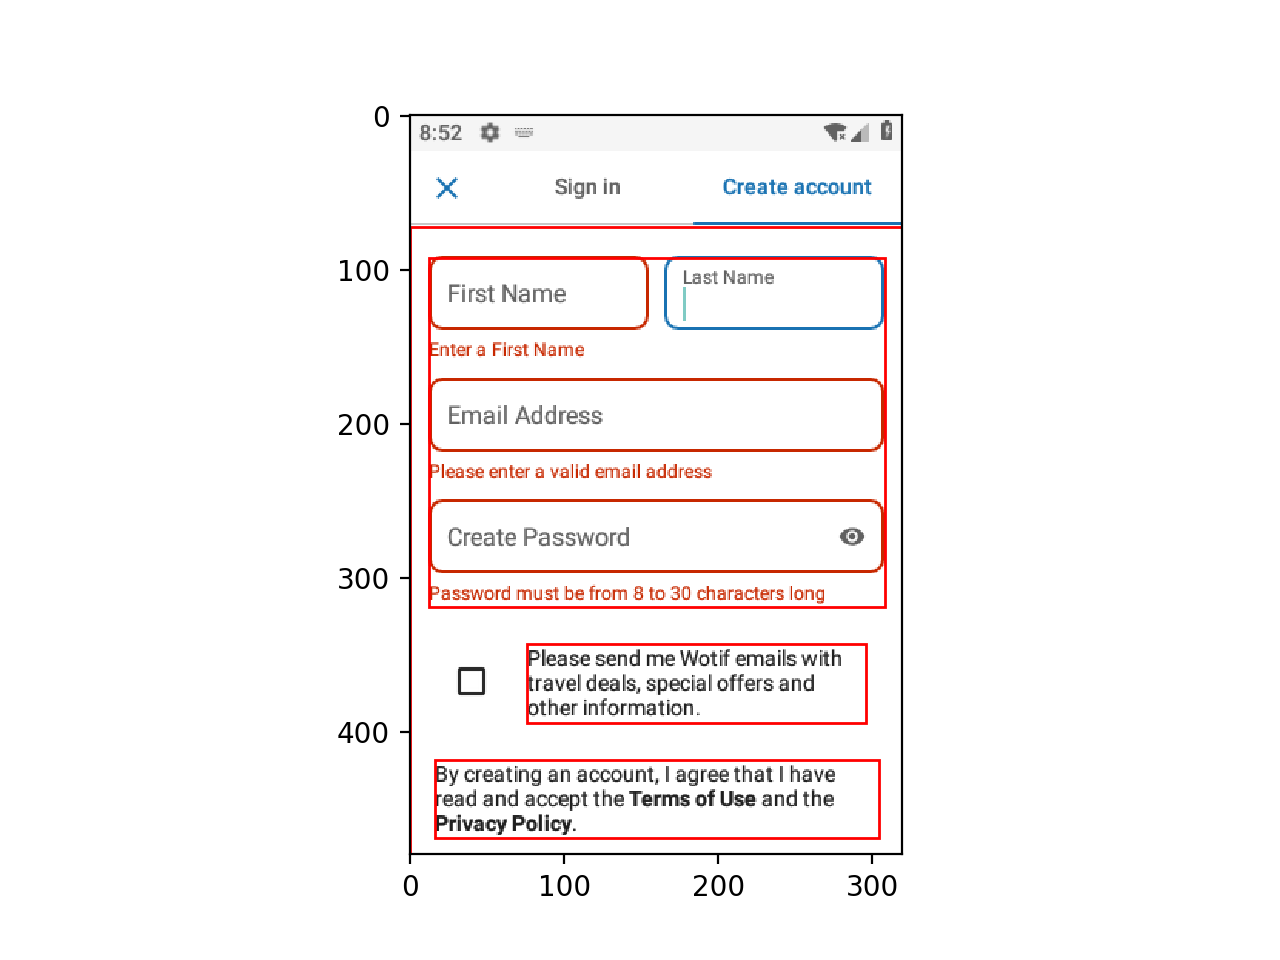 0
8:52
Sign in Create account
100
Last Name
First Name
Enter a First Name
200
Email Address
Please enter a valid email address
Create Password
300
Password must be from 8 to 30 characters long
Please send me Wotif emails with
travel deals, special offers and
other information.
400
By creating an account, I agree that I have
read and accept the Terms of Use and the
Privacy Policy.
0 100 200 300